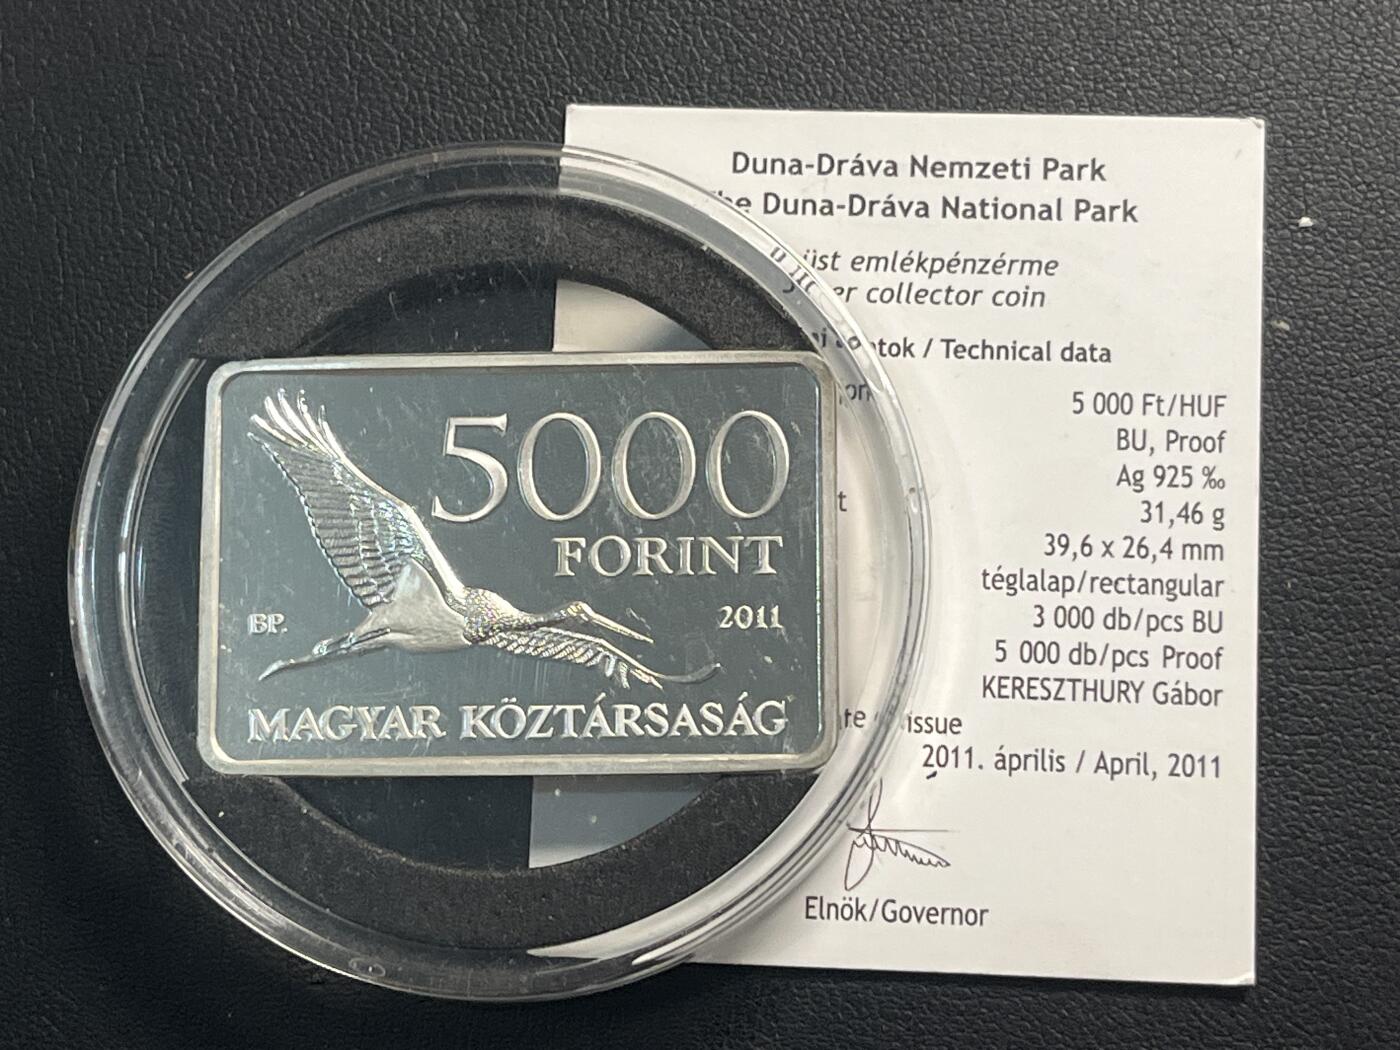 5000
FORINT
BP.
2011
MAGYAR KÖZTÁRSASÁG
Duna-Dráva Nemzeti Park
Duna-Dráva National Park
emlékpénzérme
collector coin
/ Technical data
5 000 Ft/HUF
BU, Proof
Ag 925 ‰
31,46 g
39,6 x 26,4 mm
téglalap/rectangular
3 000 db/pcs BU
5 000 db/pcs Proof
KERESZTHURY Gábor
issue
2011. április / April, 2011
Elnök/Governor